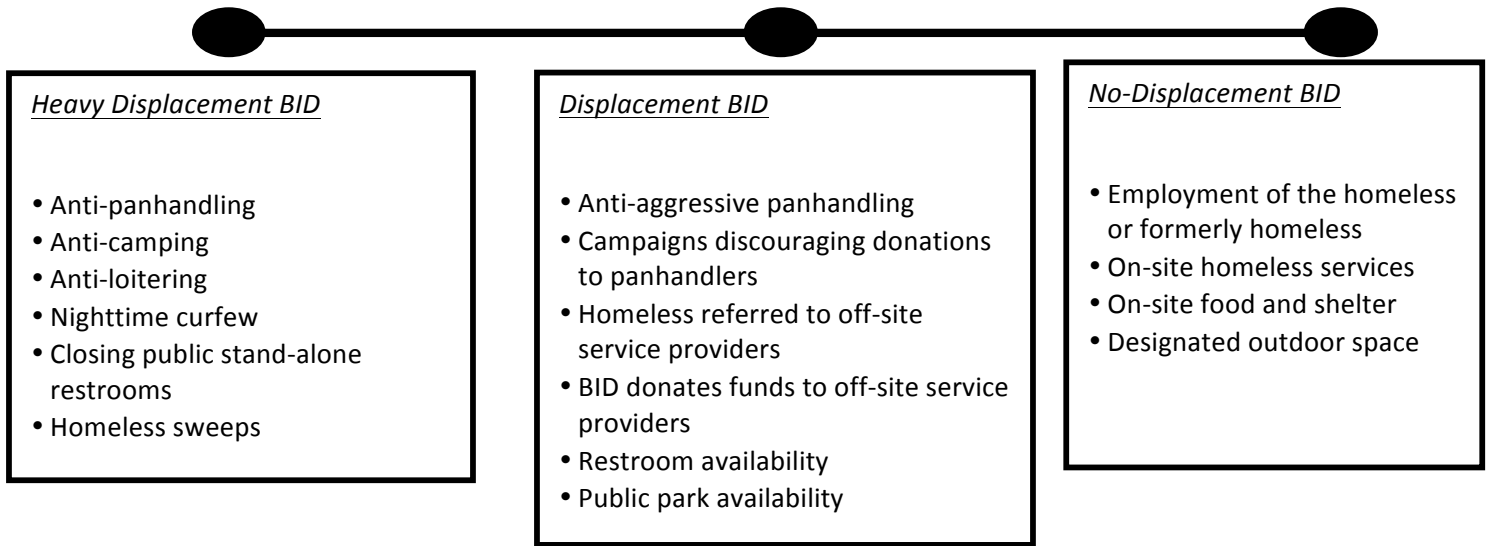 Heavy Displacement BID
• Anti-panhandling
• Anti-camping
• Anti-loitering
• Nighttime curfew
• Closing public stand-alone
restrooms
• Homeless sweeps
Displacement BID
• Anti-aggressive panhandling
• Campaigns discouraging donations
to panhandlers
• Homeless referred to off-site
service providers
• BID donates funds to off-site service
providers
• Restroom availability
• Public park availability
No-Displacement BID
• Employment of the homeless
or formerly homeless
• On-site homeless services
• On-site food and shelter
• Designated outdoor space